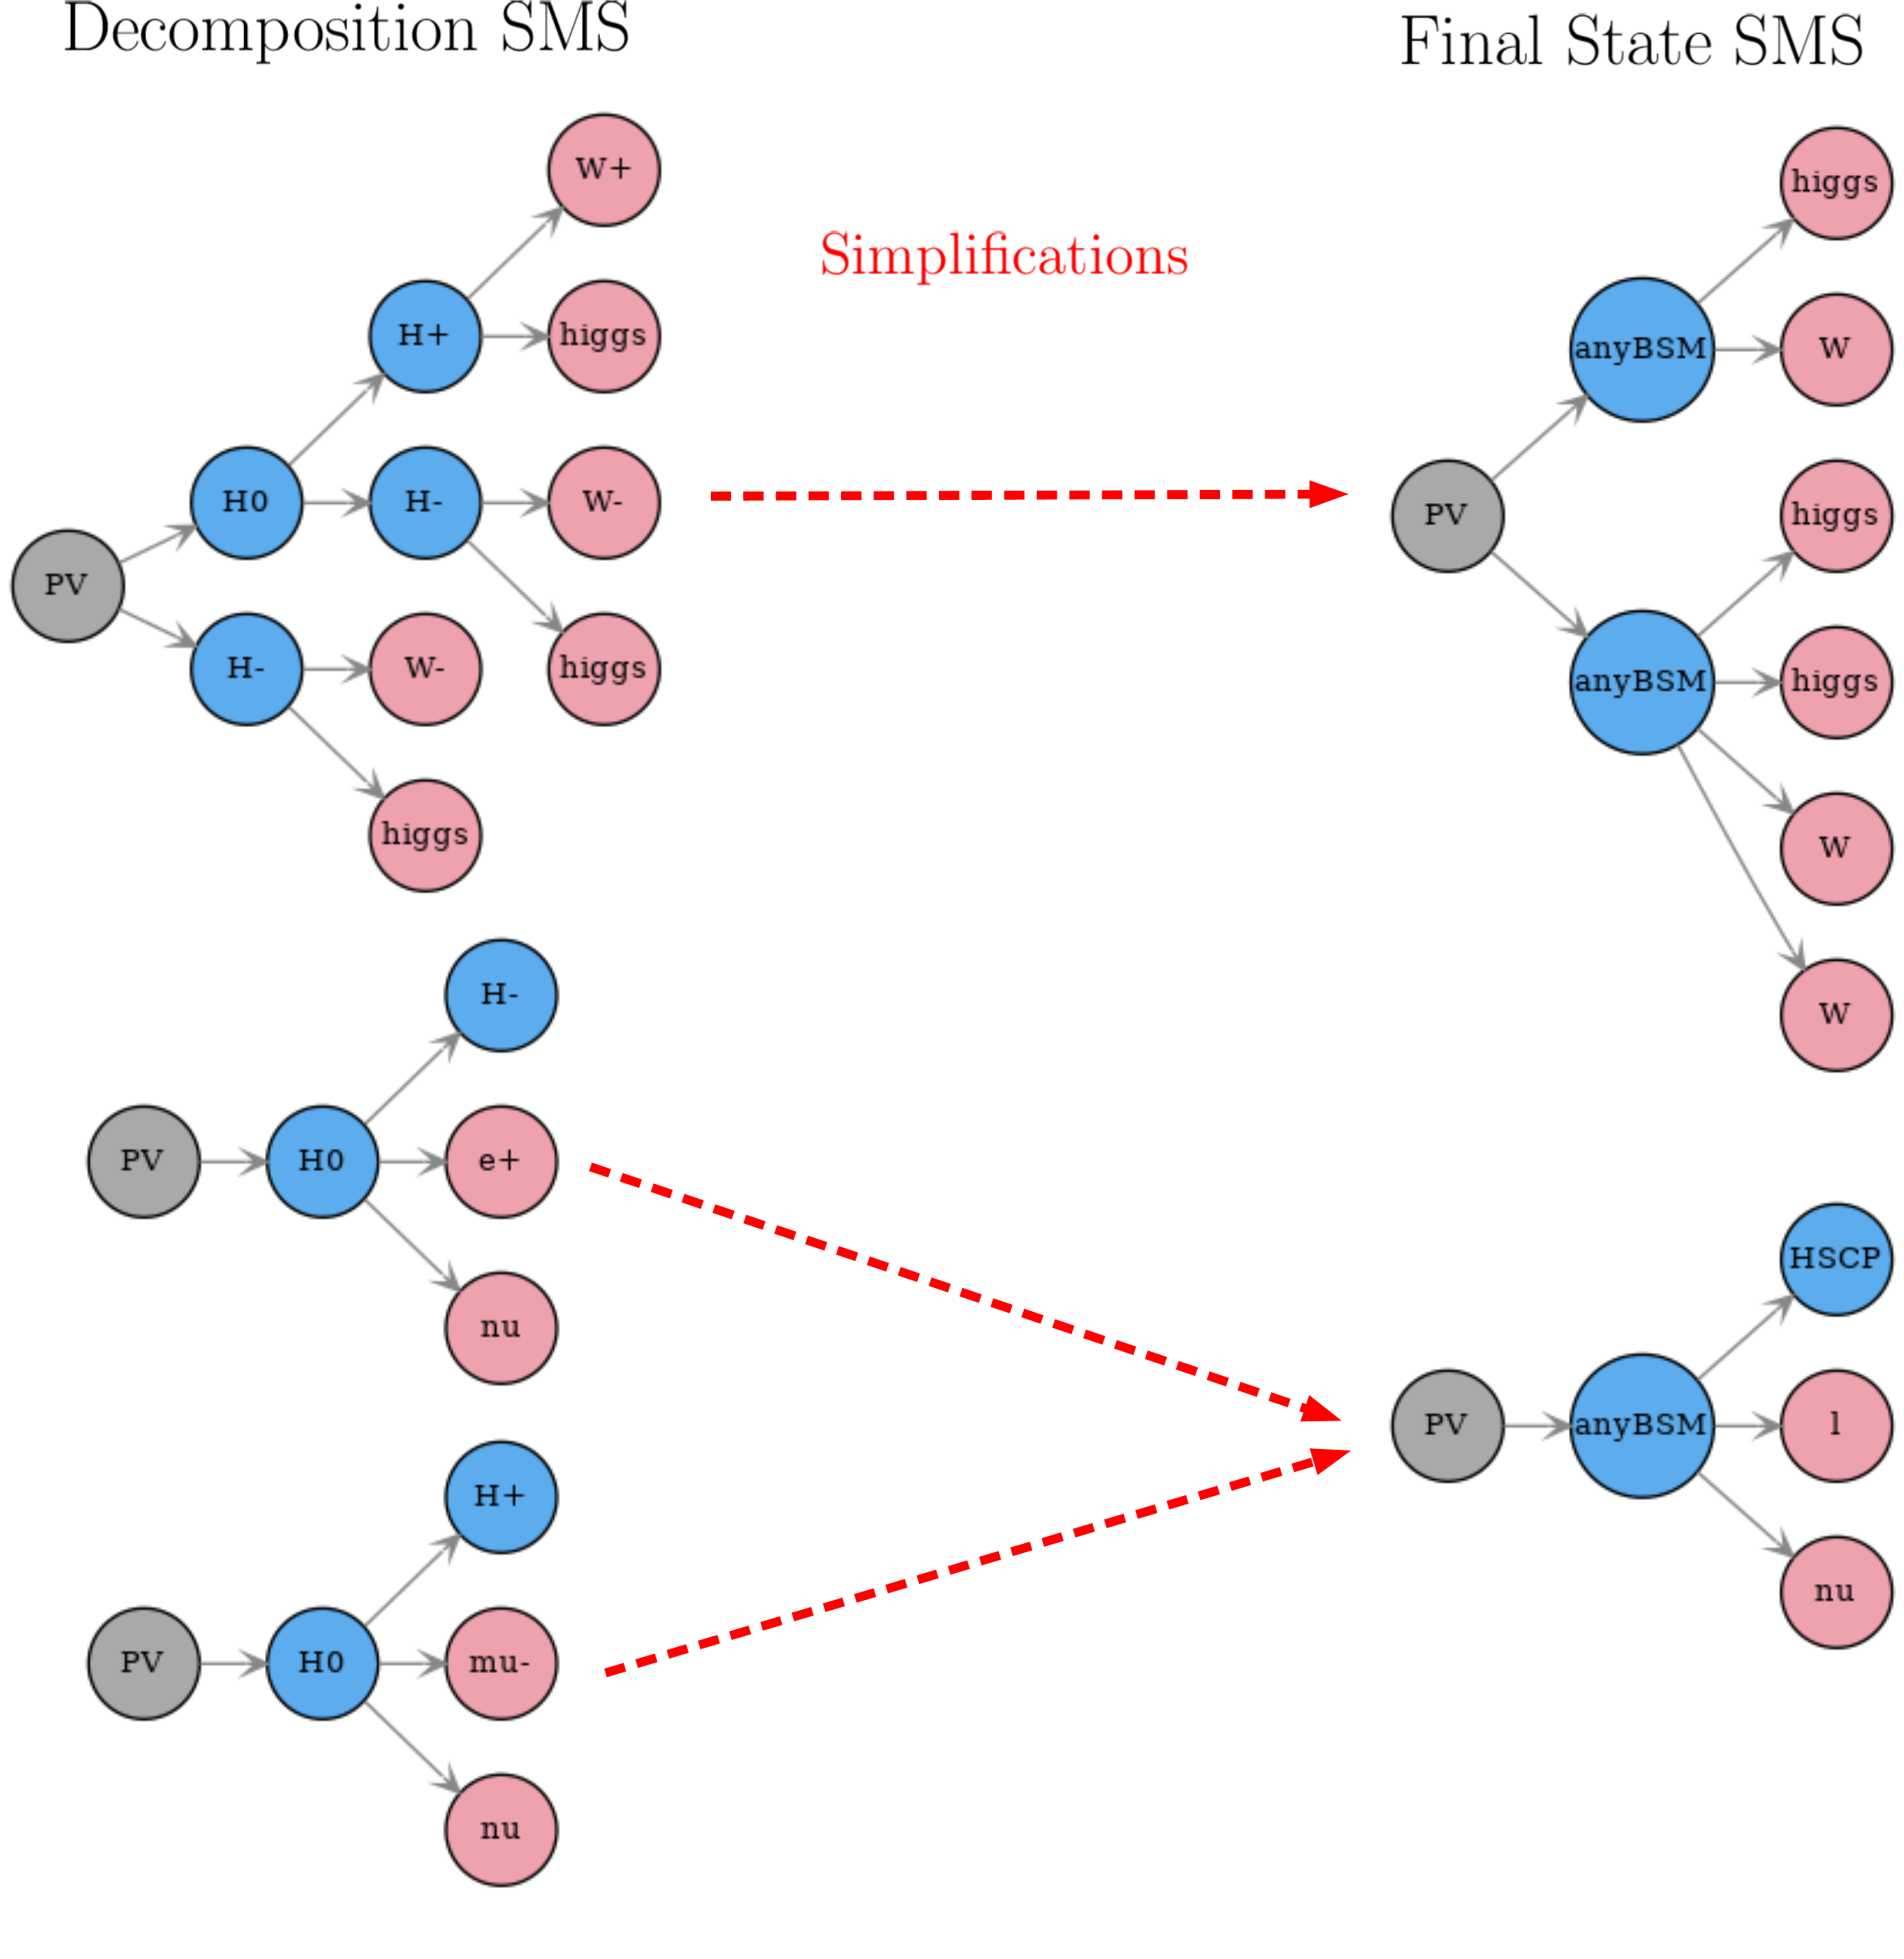 Decomposition SMS
Final State SMS
Simplifications
W+
H+
higgs
H0
H-
W-
PV
H-
W-
higgs
higgs
higgs
anyBSM
W
PV
higgs
anyBSM
higgs
W
W
H-
PV
H0
e+
nu
H+
PV
H0
mu-
nu
HSCP
PV
anyBSM
l
nu